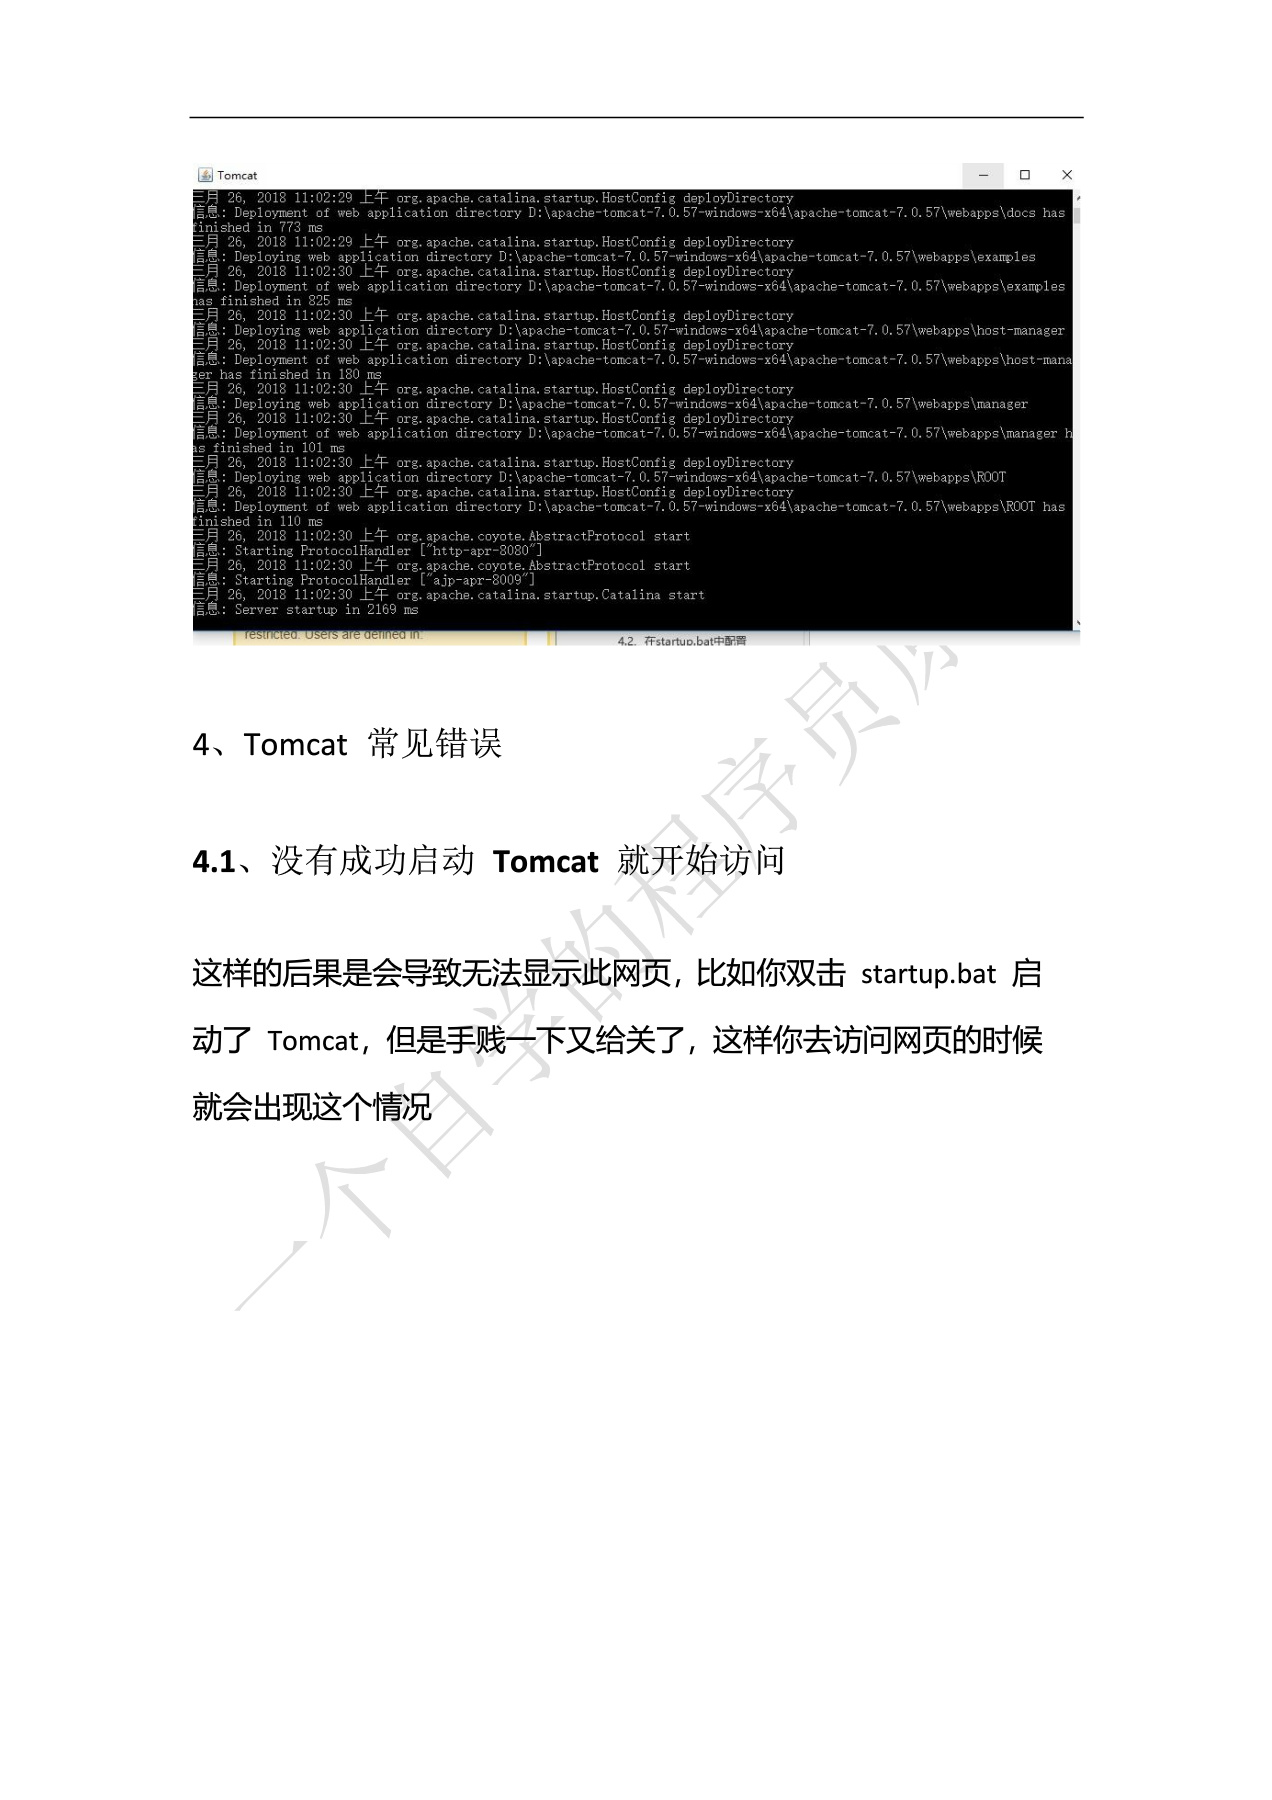 Tomcat
三月 26, 2018 11:02:29 上午 org.apache.catalina.startup.HostConfig deployDirectory
信息: Deployment of web application directory D:\apache-tomcat-7.0.57-windows-x64\apache-tomcat-7.0.57\webapps\docs has
finished in 773 ms
三月 26, 2018 11:02:29 上午 org.apache.catalina.startup.HostConfig deployDirectory
信息: Deploying web application directory D:\apache-tomcat-7.0.57-windows-x64\apache-tomcat-7.0.57\webapps\examples
三月 26, 2018 11:02:30 上午 org.apache.catalina.startup.HostConfig deployDirectory
信息: Deployment of web application directory D:\apache-tomcat-7.0.57-windows-x64\apache-tomcat-7.0.57\webapps\examples
has finished in 825 ms
三月 26, 2018 11:02:30 上午 org.apache.catalina.startup.HostConfig deployDirectory
信息: Deploying web application directory D:\apache-tomcat-7.0.57-windows-x64\apache-tomcat-7.0.57\webapps\host-manager
三月 26, 2018 11:02:30 上午 org.apache.catalina.startup.HostConfig deployDirectory
信息: Deployment of web application directory D:\apache-tomcat-7.0.57-windows-x64\apache-tomcat-7.0.57\webapps\host-mana
ger has finished in 180 ms
三月 26, 2018 11:02:30 上午 org.apache.catalina.startup.HostConfig deployDirectory
信息: Deploying web application directory D:\apache-tomcat-7.0.57-windows-x64\apache-tomcat-7.0.57\webapps\manager
三月 26, 2018 11:02:30 上午 org.apache.catalina.startup.HostConfig deployDirectory
信息: Deployment of web application directory D:\apache-tomcat-7.0.57-windows-x64\apache-tomcat-7.0.57\webapps\manager h
as finished in 101 ms
三月 26, 2018 11:02:30 上午 org.apache.catalina.startup.HostConfig deployDirectory
信息: Deploying web application directory D:\apache-tomcat-7.0.57-windows-x64\apache-tomcat-7.0.57\webapps\ROOT
三月 26, 2018 11:02:30 上午 org.apache.catalina.startup.HostConfig deployDirectory
信息: Deployment of web application directory D:\apache-tomcat-7.0.57-windows-x64\apache-tomcat-7.0.57\webapps\ROOT has
finished in 110 ms
三月 26, 2018 11:02:30 上午 org.apache.coyote.AbstractProtocol start
信息: Starting ProtocolHandler ["http-apr-8080"]
三月 26, 2018 11:02:30 上午 org.apache.coyote.AbstractProtocol start
信息: Starting ProtocolHandler ["ajp-apr-8009"]
三月 26, 2018 11:02:30 上午 org.apache.catalina.startup.Catalina start
信息: Server startup in 2169 ms
restricted. Users are defined in:
4.2. 在startup.bat中配置
4、Tomcat 常见错误
4.1、没有成功启动 Tomcat 就开始访问
这样的后果是会导致无法显示此网页，比如你双击 startup.bat 启
动了 Tomcat，但是手贱一下又给关了，这样你去访问网页的时候
就会出现这个情况
一个自学的程序员